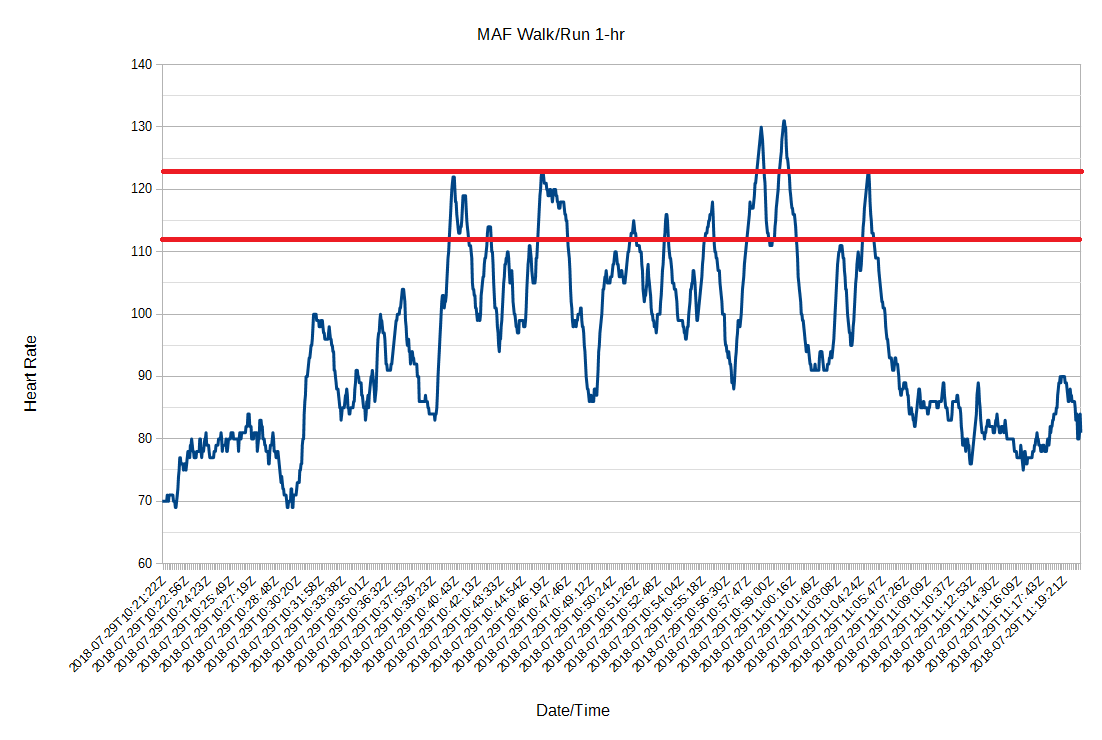 MAF Walk/Run 1-hr
140
130
120
110
100
90
80
70
60
Heart Rate
2018-07-29T10:21:22Z
2018-07-29T10:22:56Z
2018-07-29T10:24:23Z
2018-07-29T10:25:49Z
2018-07-29T10:27:19Z
2018-07-29T10:28:48Z
2018-07-29T10:30:20Z
2018-07-29T10:31:58Z
2018-07-29T10:33:38Z
2018-07-29T10:35:01Z
2018-07-29T10:36:32Z
2018-07-29T10:37:53Z
2018-07-29T10:39:23Z
2018-07-29T10:40:43Z
2018-07-29T10:42:13Z
2018-07-29T10:43:33Z
2018-07-29T10:44:54Z
2018-07-29T10:46:19Z
2018-07-29T10:47:46Z
2018-07-29T10:49:12Z
2018-07-29T10:50:24Z
2018-07-29T10:51:26Z
2018-07-29T10:52:48Z
2018-07-29T10:54:04Z
2018-07-29T10:55:18Z
2018-07-29T10:56:30Z
2018-07-29T10:57:47Z
2018-07-29T10:59:00Z
2018-07-29T11:00:16Z
2018-07-29T11:01:49Z
2018-07-29T11:03:08Z
2018-07-29T11:04:24Z
2018-07-29T11:05:47Z
2018-07-29T11:07:26Z
2018-07-29T11:09:09Z
2018-07-29T11:10:37Z
2018-07-29T11:12:53Z
2018-07-29T11:14:30Z
2018-07-29T11:16:09Z
2018-07-29T11:17:43Z
2018-07-29T11:19:21Z
Date/Time